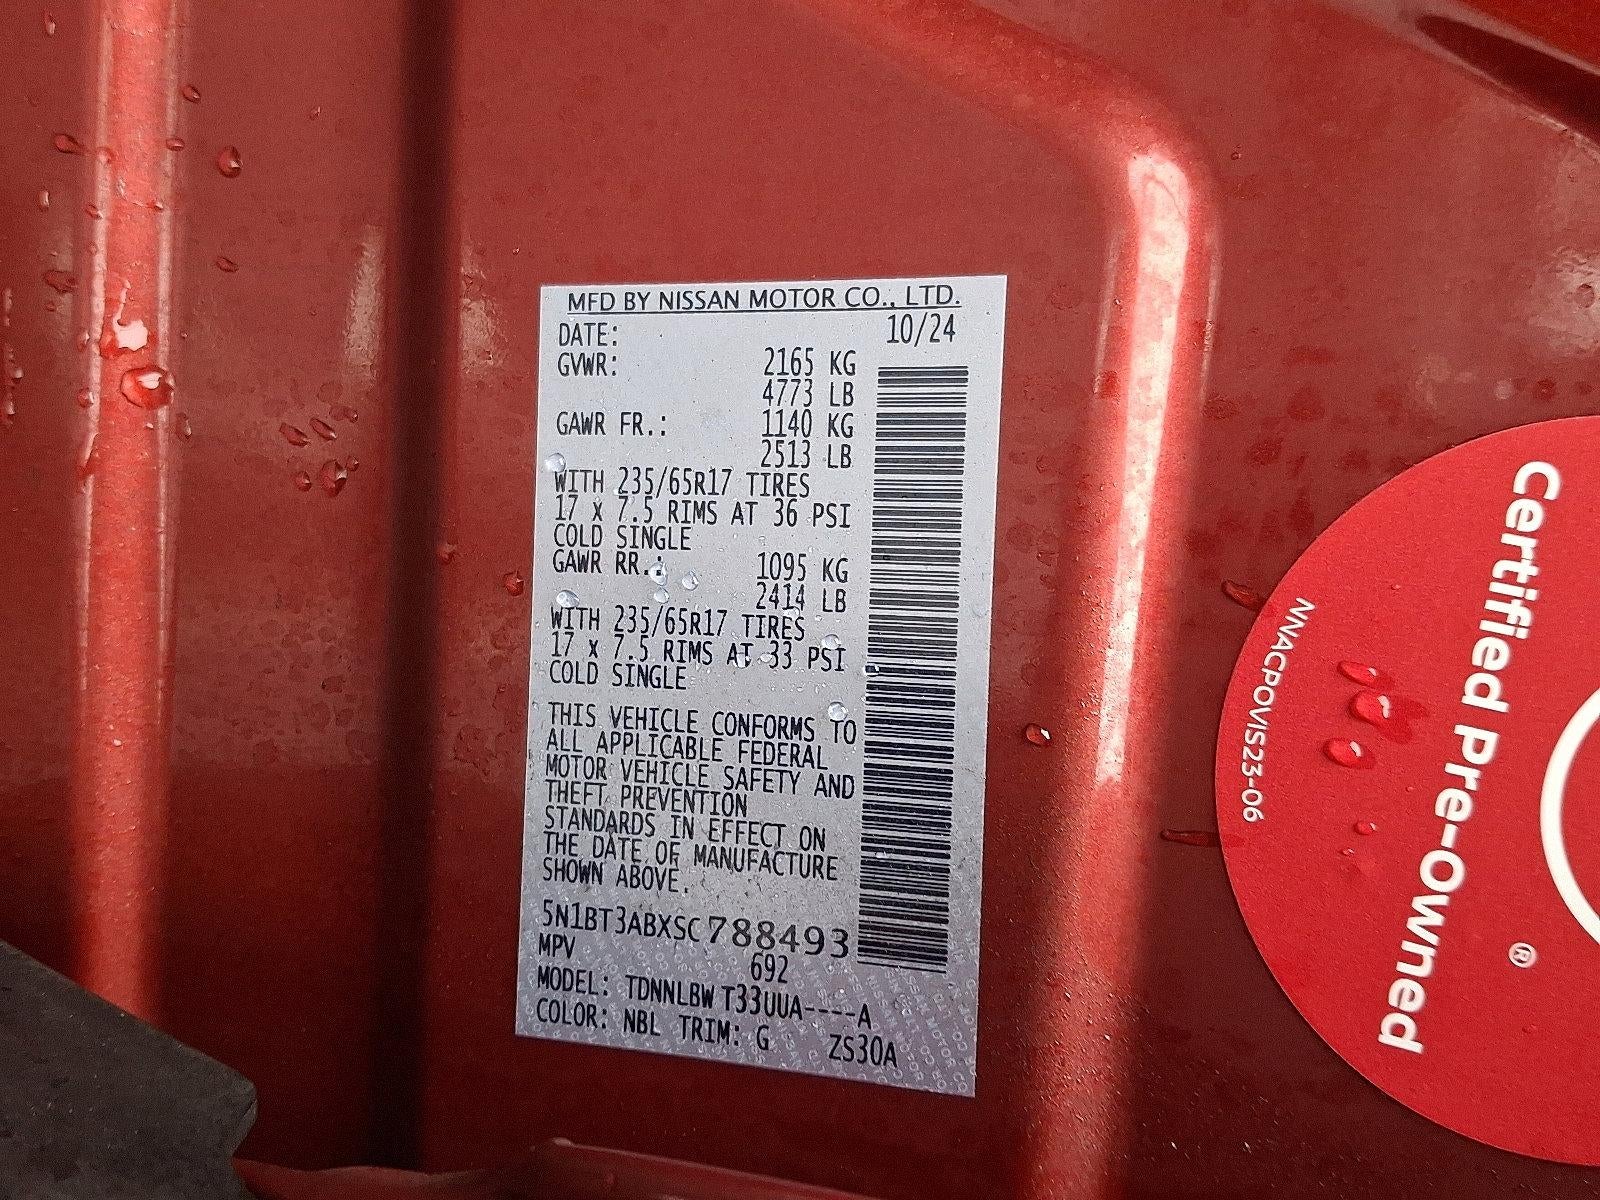 MFD BY NISSAN MOTOR CO., LTD.
DATE: 10/24
GVWR: 2165 KG
4773 LB
GAWR FR.: 1140 KG
2513 LB
WITH 235/65R17 TIRES
17 x 7.5 RIMS AT 36 PSI
COLD SINGLE
GAWR RR.: 1095 KG
2414 LB
WITH 235/65R17 TIRES
17 x 7.5 RIMS AT 33 PSI
COLD SINGLE
THIS VEHICLE CONFORMS TO
ALL APPLICABLE FEDERAL
MOTOR VEHICLE SAFETY AND
THEFT PREVENTION
STANDARDS IN EFFECT ON
THE DATE OF MANUFACTURE
SHOWN ABOVE.
5N1BT3ABXSC788493
MPV 692
MODEL: TDNNLBW T33UUA----A
COLOR: NBL TRIM: G ZS30A
Certified Pre-Owned
®
NNACPOVIS23-06